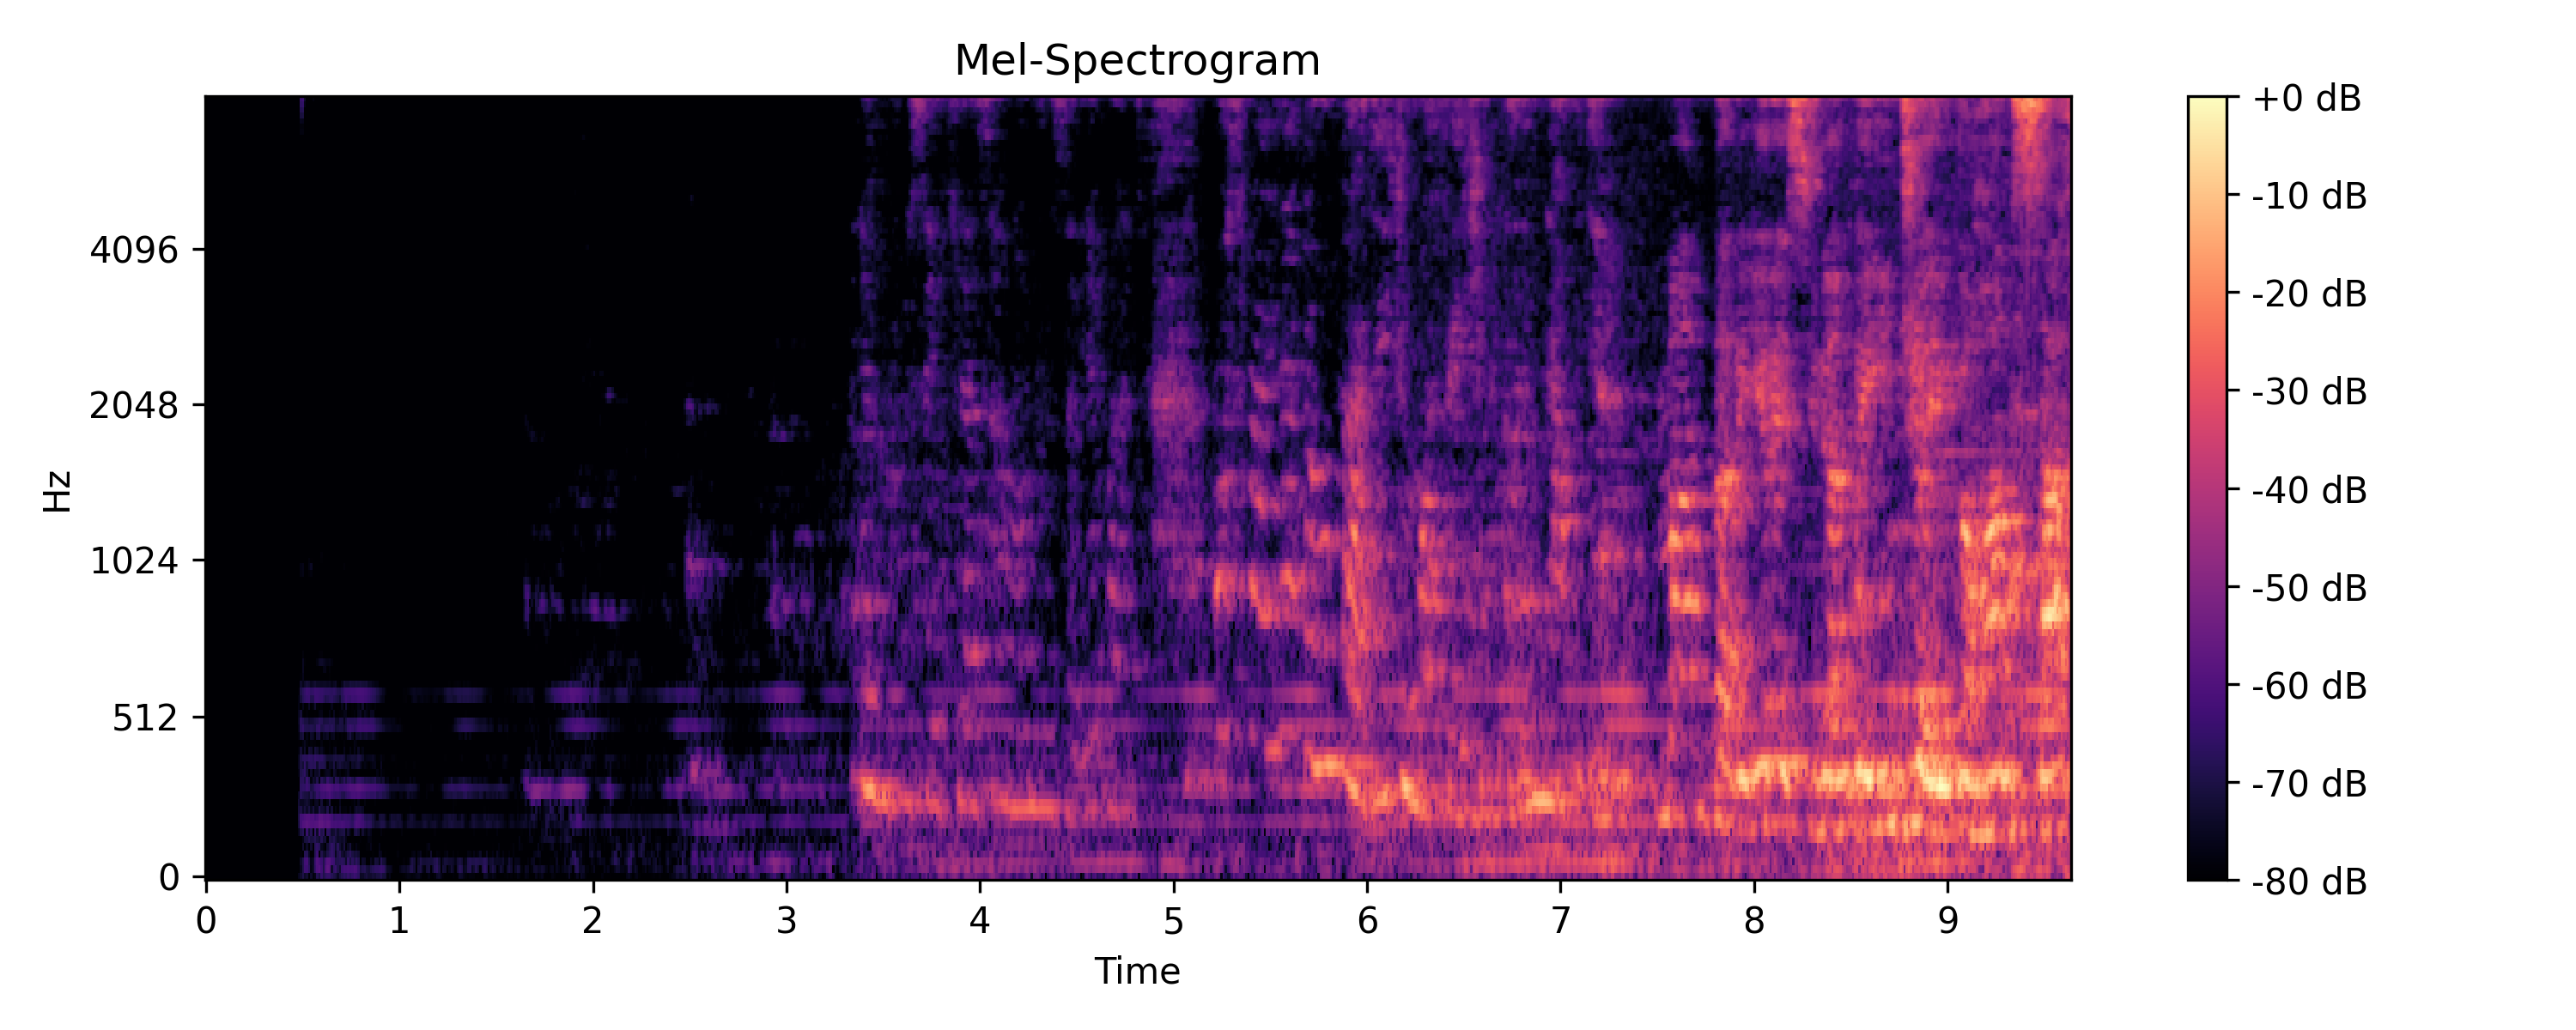 Mel-Spectrogram
Hz
4096
2048
1024
512
0
0 1 2 3 4 5 6 7 8 9
Time
+0 dB
-10 dB
-20 dB
-30 dB
-40 dB
-50 dB
-60 dB
-70 dB
-80 dB